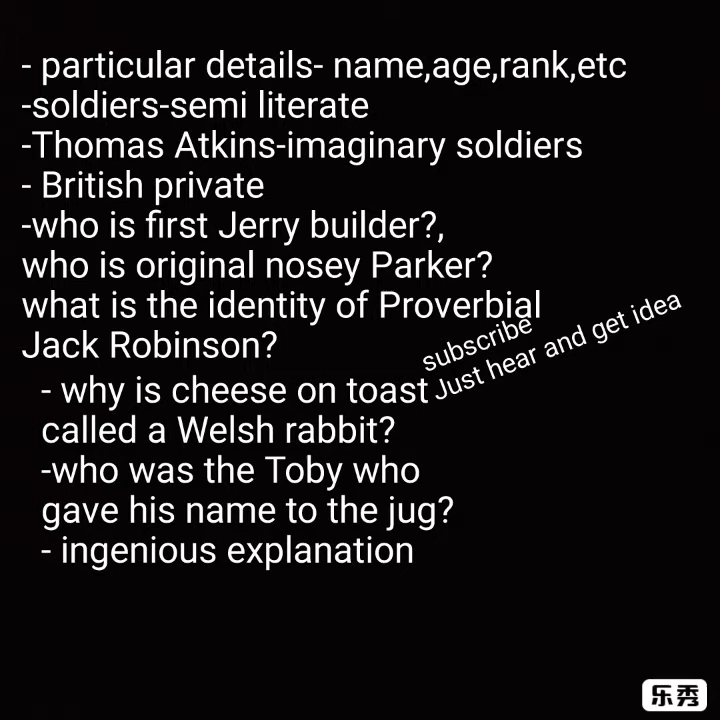 - particular details- name,age,rank,etc
-soldiers-semi literate
-Thomas Atkins-imaginary soldiers
- British private
-who is first Jerry builder?,
who is original nosey Parker?
what is the identity of Proverbial
Jack Robinson?
subscribe
Just hear and get idea
- why is cheese on toast
called a Welsh rabbit?
-who was the Toby who
gave his name to the jug?
- ingenious explanation
乐秀